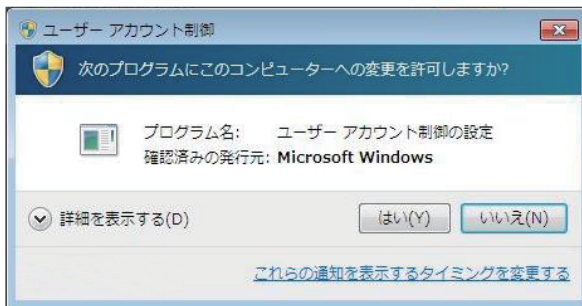 ユーザー アカウント制御
次のプログラムにこのコンピューターへの変更を許可しますか?
プログラム名: ユーザー アカウント制御の設定
確認済みの発行元: Microsoft Windows
詳細を表示する(D)
はい(Y)
いいえ(N)
これらの通知を表示するタイミングを変更する